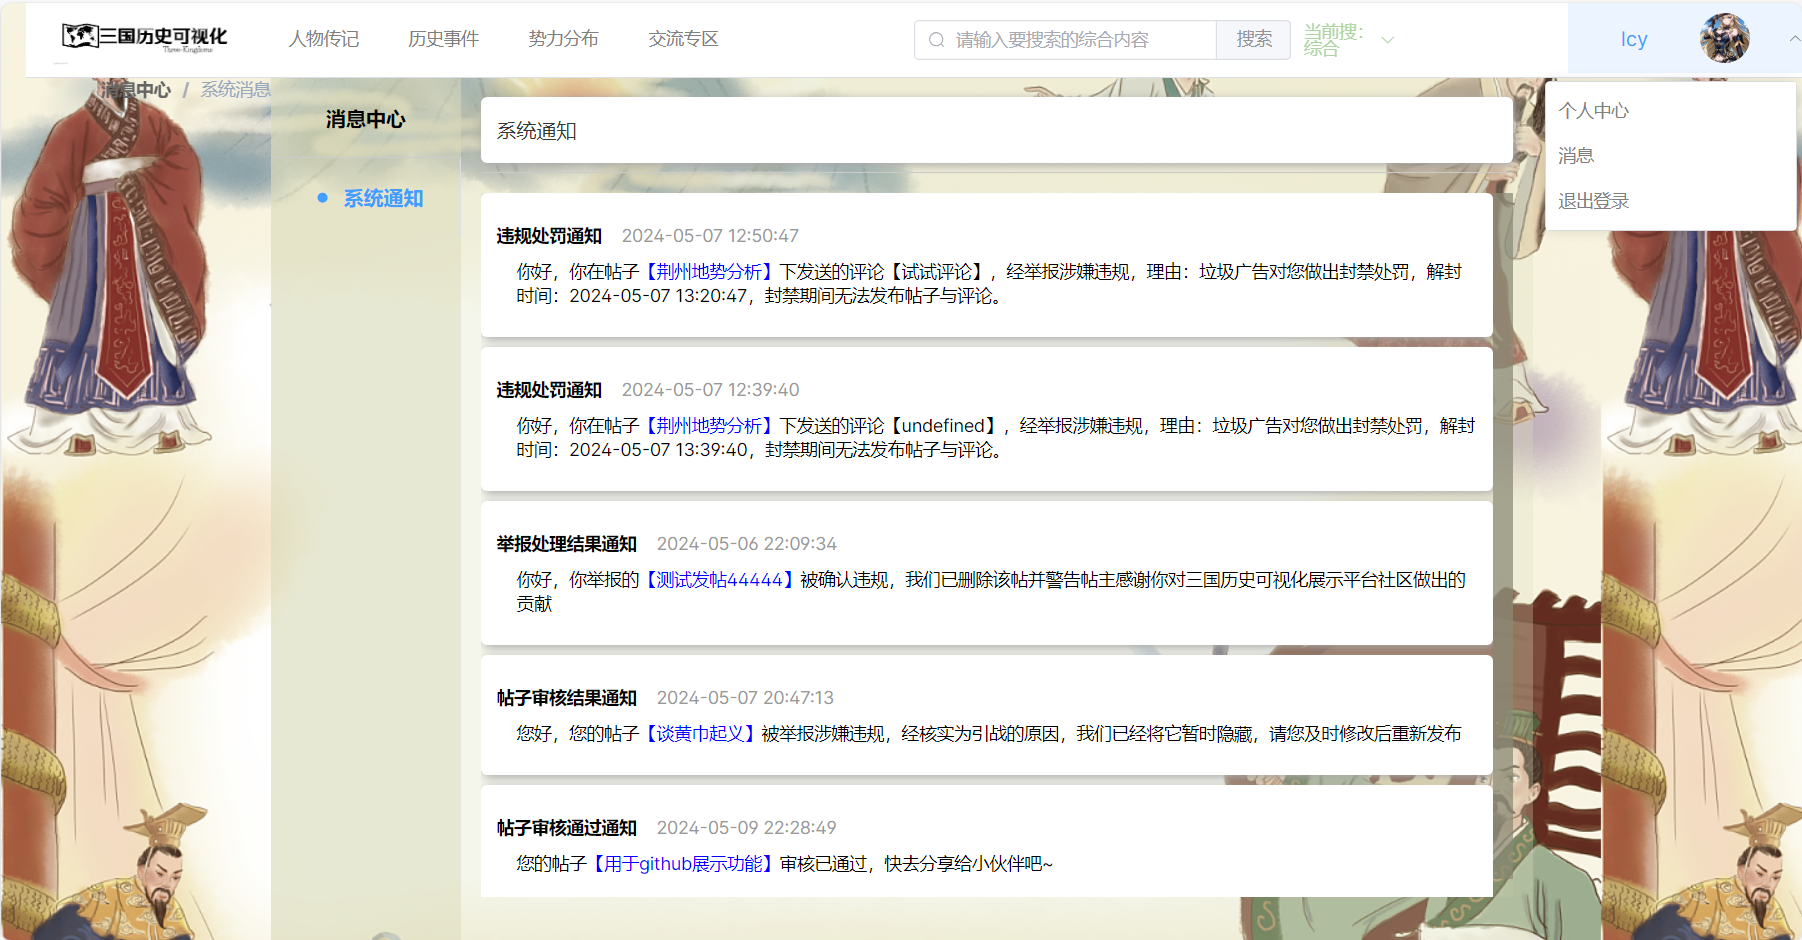 三国历史可视化
Three-Kingdoms
人物传记
历史事件
势力分布
交流专区
请输入要搜索的综合内容
搜索
当前搜：
综合
Icy
个人中心
消息
退出登录
消息中心 / 系统消息
消息中心
系统通知
系统通知
违规处罚通知 2024-05-07 12:50:47
你好，你在帖子【荆州地势分析】下发送的评论【试试评论】，经举报涉嫌违规，理由：垃圾广告对您做出封禁处罚，解封
时间：2024-05-07 13:20:47，封禁期间无法发布帖子与评论。
违规处罚通知 2024-05-07 12:39:40
你好，你在帖子【荆州地势分析】下发送的评论【undefined】，经举报涉嫌违规，理由：垃圾广告对您做出封禁处罚，解封
时间：2024-05-07 13:39:40，封禁期间无法发布帖子与评论。
举报处理结果通知 2024-05-06 22:09:34
你好，你举报的【测试发帖44444】被确认违规，我们已删除该帖并警告帖主感谢你对三国历史可视化展示平台社区做出的
贡献
帖子审核结果通知 2024-05-07 20:47:13
您好，您的帖子【谈黄巾起义】被举报涉嫌违规，经核实为引战的原因，我们已经将它暂时隐藏，请您及时修改后重新发布
帖子审核通过通知 2024-05-09 22:28:49
您的帖子【用于github展示功能】审核已通过，快去分享给小伙伴吧~